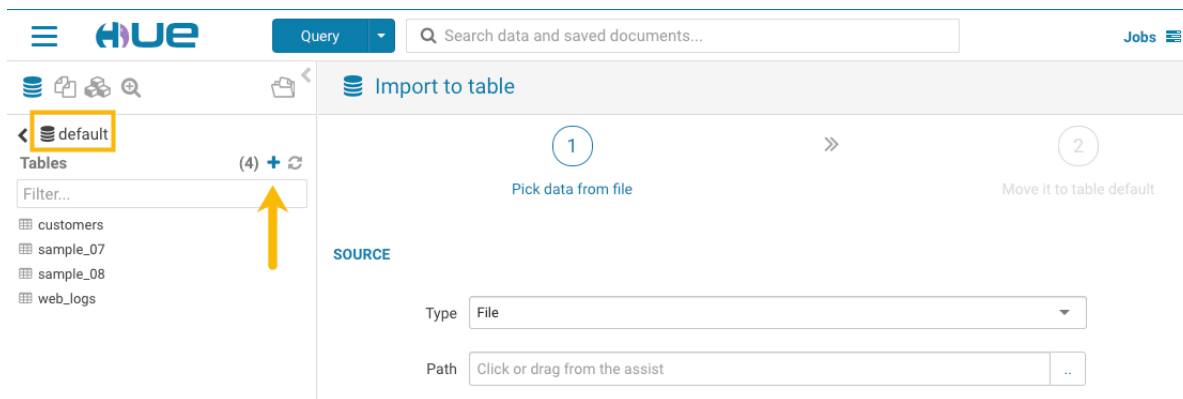 HUE
Query
Search data and saved documents...
Jobs
Import to table
default
Tables (4)
Filter...
customers
sample_07
sample_08
web_logs
1
Pick data from file
2
Move it to table default
SOURCE
Type File
Path Click or drag from the assist ..